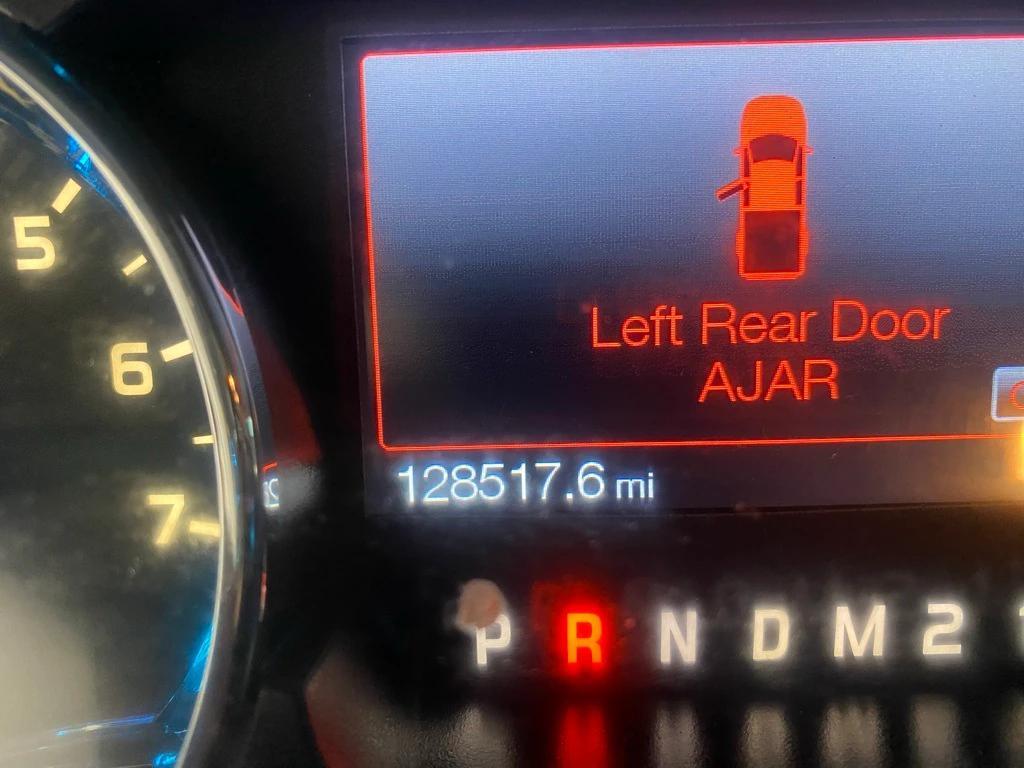 5
6
7
Left Rear Door
AJAR
128517.6 mi
P R N D M 2